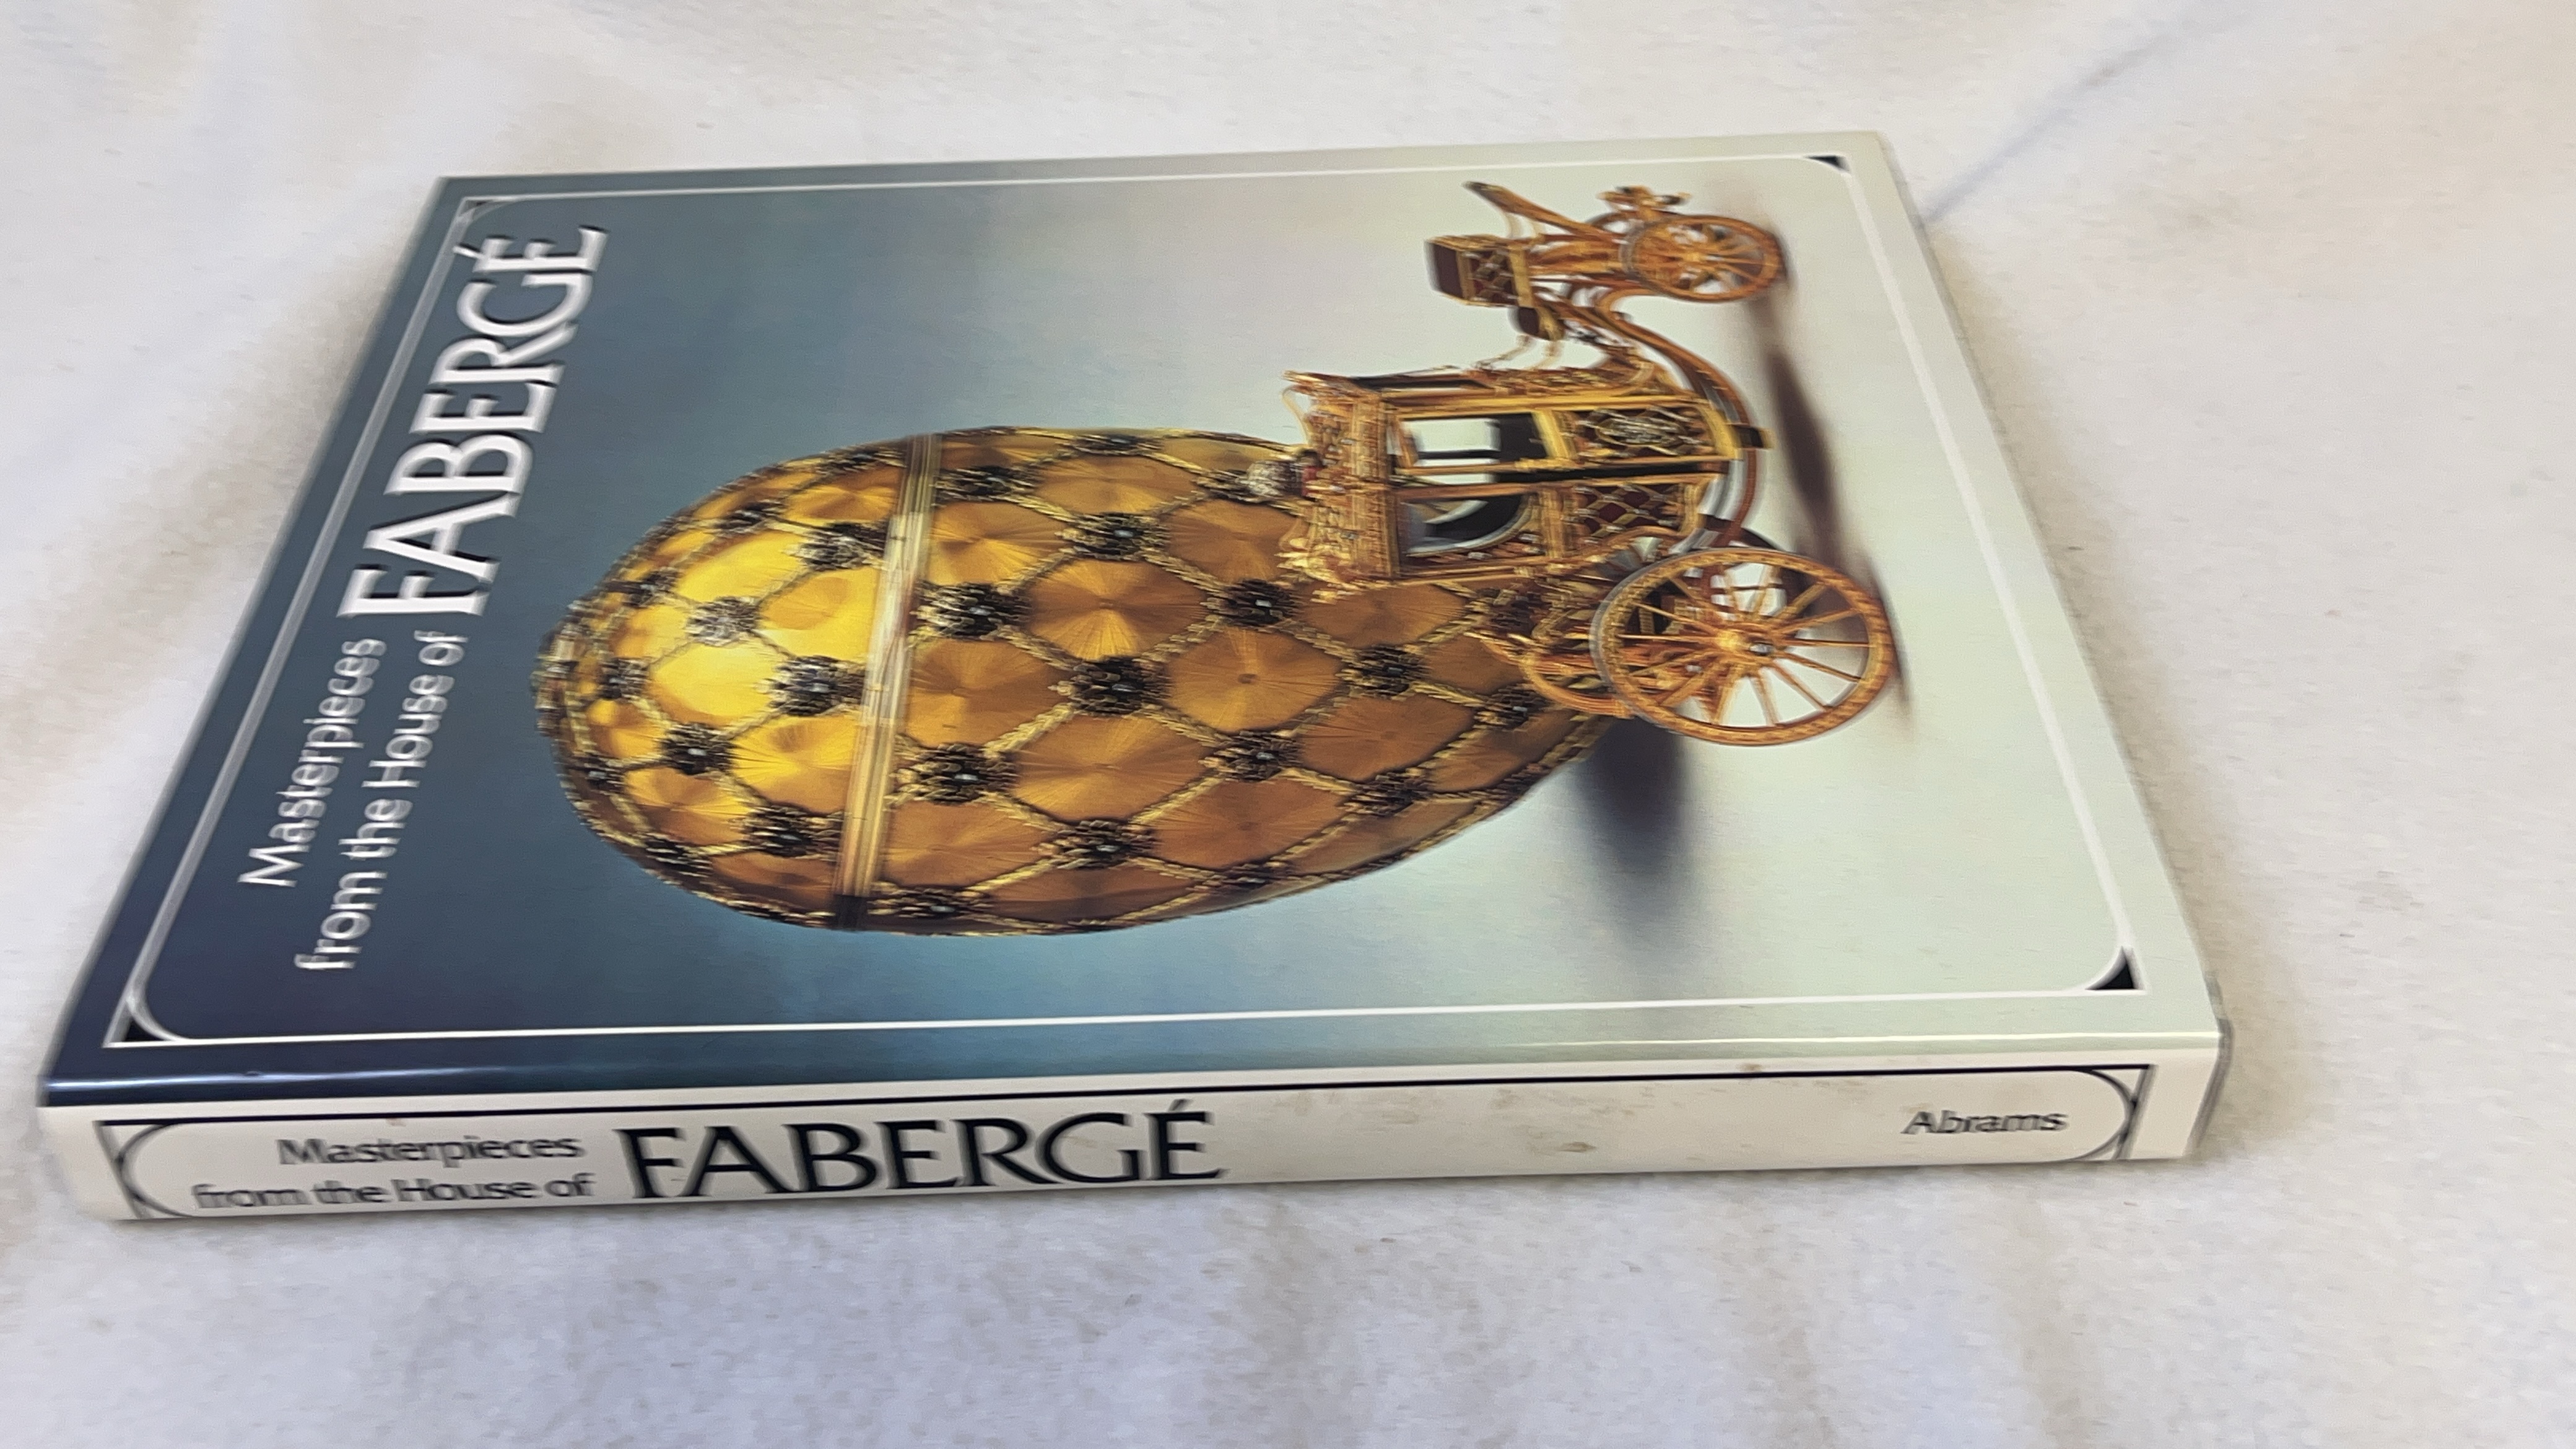 Masterpieces
from the House of FABERGÉ
Masterpieces
from the House of FABERGÉ
Abrams